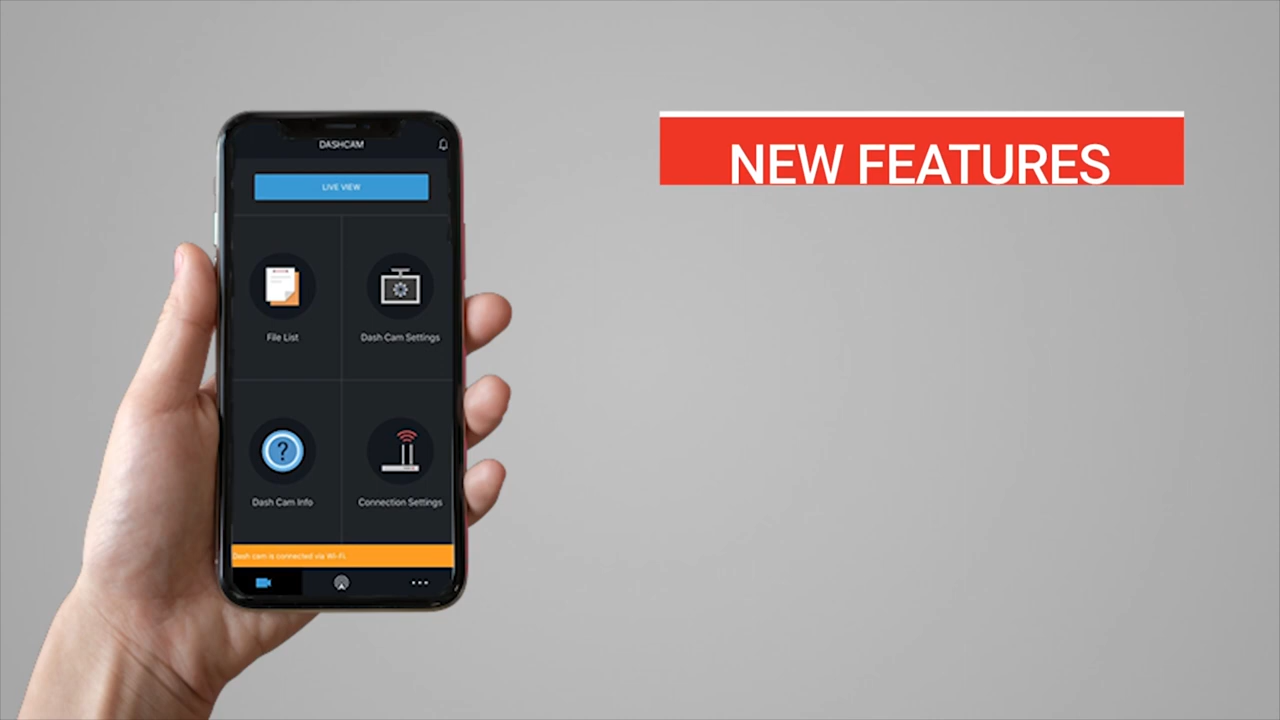 DASHCAM
LIVE VIEW
File List
Dash Cam Settings
?
Dash Cam Info
Connection Settings
Dash cam is connected via Wi-Fi.
NEW FEATURES